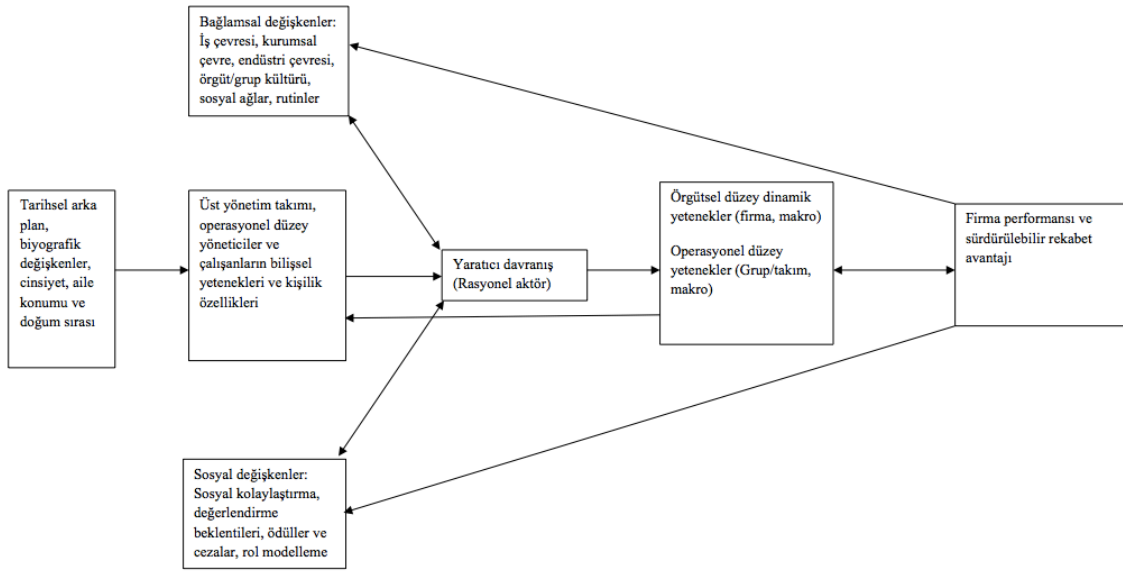 Bağlamsal değişkenler:
İş çevresi, kurumsal
çevre, endüstri çevresi,
örgüt/grup kültürü,
sosyal ağlar, rutinler
Tarihsel arka
plan,
biyografik
değişkenler,
cinsiyet, aile
konumu ve
doğum sırası
Üst yönetim takımı,
operasyonel düzey
yöneticiler ve
çalışanların bilişsel
yetenekleri ve kişilik
özellikleri
Yaratıcı davranış
(Rasyonel aktör)
Örgütsel düzey dinamik
yetenekler (firma, makro)
Operasyonel düzey
yetenekler (Grup/takım,
makro)
Firma performansı ve
sürdürülebilir rekabet
avantajı
Sosyal değişkenler:
Sosyal kolaylaştırma,
değerlendirme
beklentileri, ödüller ve
cezalar, rol modelleme